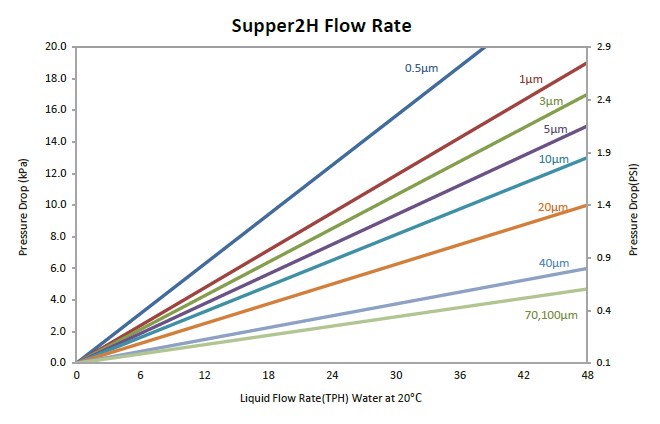 Supper2H Flow Rate
20.0
18.0
16.0
14.0
12.0
10.0
8.0
6.0
4.0
2.0
0.0
Pressure Drop (kPa)
2.9
2.4
1.9
1.4
0.9
0.4
0.1
Pressure Drop(PSI)
0.5μm
1μm
3μm
5μm
10μm
20μm
40μm
70,100μm
0 6 12 18 24 30 36 42 48
Liquid Flow Rate(TPH) Water at 20°C